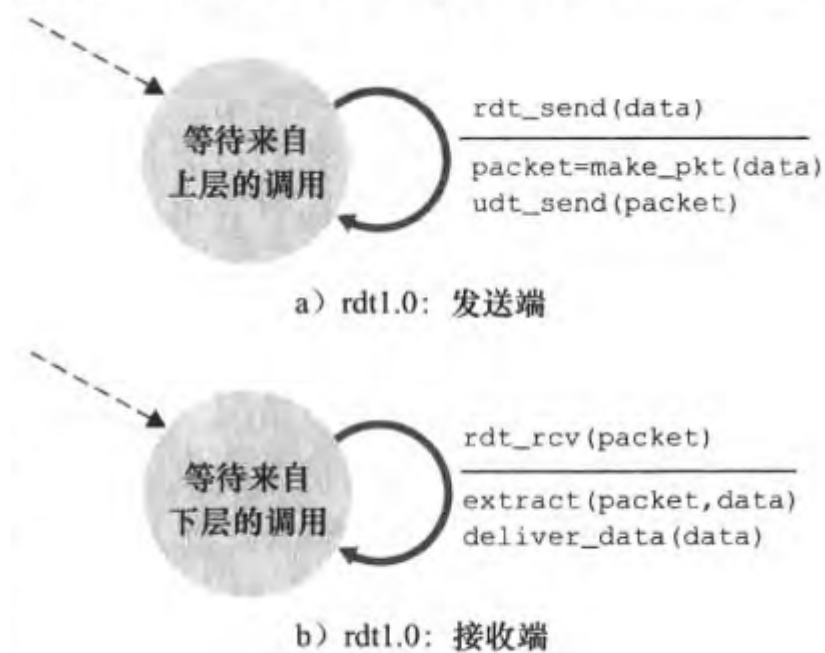 等待来自
上层的调用
rdt_send(data)
packet=make_pkt(data)
udt_send(packet)
a）rdt1.0：发送端
等待来自
下层的调用
rdt_rcv(packet)
extract(packet,data)
deliver_data(data)
b）rdt1.0：接收端